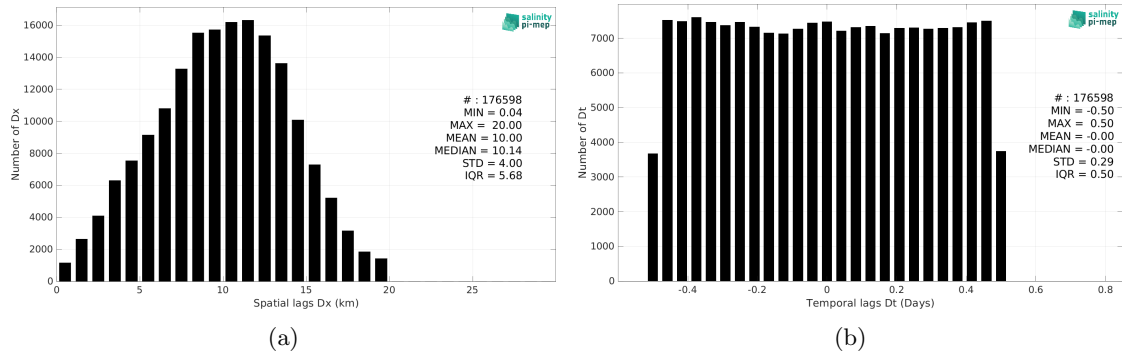 16000
14000
12000
10000
8000
6000
4000
2000
0
Number of Dx
salinity
pi-mep
# : 176598
MIN = 0.04
MAX = 20.00
MEAN = 10.00
MEDIAN = 10.14
STD = 4.00
IQR = 5.68
0 5 10 15 20 25
Spatial lags Dx (km)
(a)
7000
6000
5000
4000
3000
2000
1000
0
Number of Dt
salinity
pi-mep
# : 176598
MIN = -0.50
MAX = 0.50
MEAN = -0.00
MEDIAN = -0.00
STD = 0.29
IQR = 0.50
-0.4 -0.2 0 0.2 0.4 0.6 0.8
Temporal lags Dt (Days)
(b)